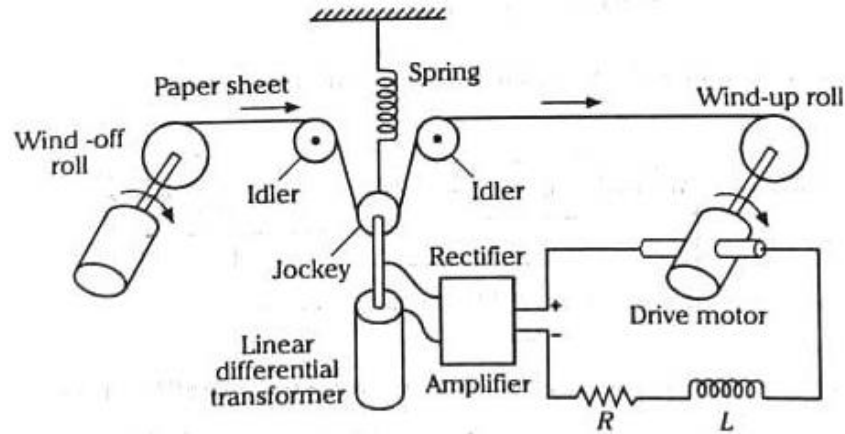 Paper sheet
Spring
Wind-up roll
Wind -off
roll
Idler
Idler
Jockey
Rectifier
+
−
Drive motor
Linear
differential
transformer
Amplifier
R
L